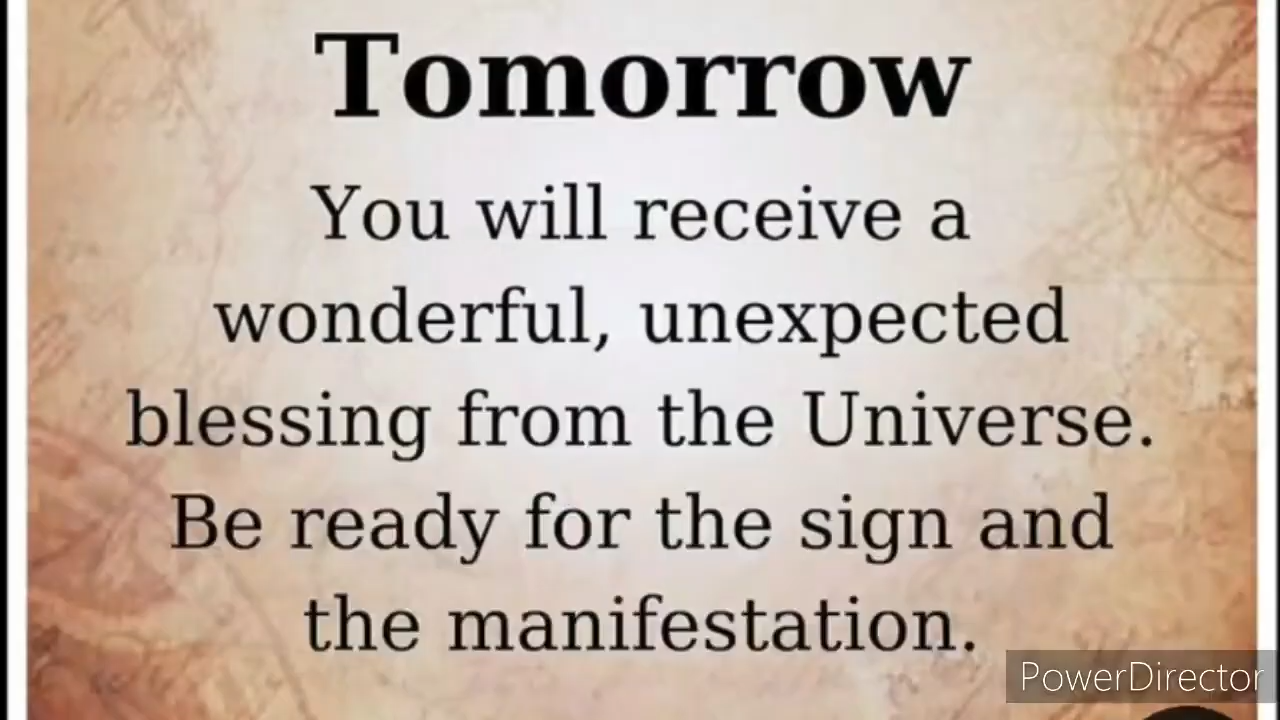 Tomorrow
You will receive a
wonderful, unexpected
blessing from the Universe.
Be ready for the sign and
the manifestation.
PowerDirector